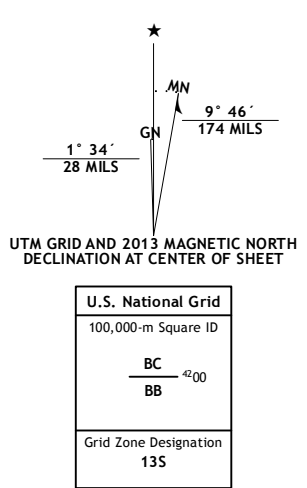 ★
MN
GN
9° 46´
174 MILS
1° 34´
28 MILS
UTM GRID AND 2013 MAGNETIC NORTH
DECLINATION AT CENTER OF SHEET
U.S. National Grid
100,000-m Square ID
BC
⁴²00
BB
Grid Zone Designation
13S